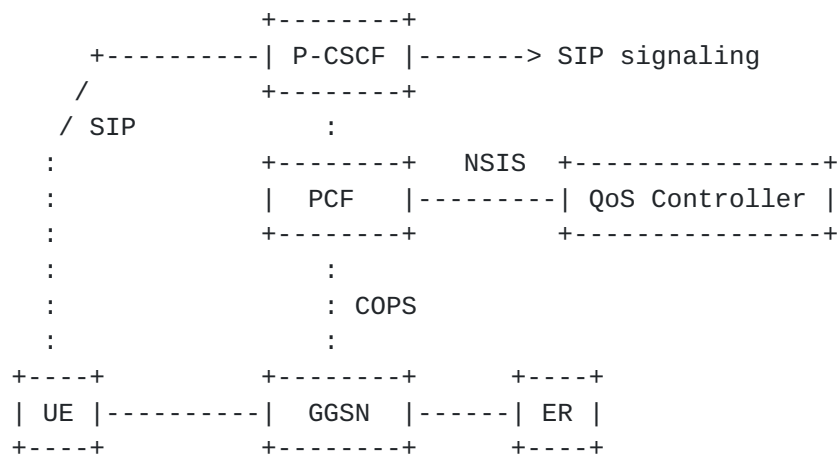 P-CSCF SIP signaling
SIP
NSIS
PCF QoS Controller
COPS
UE GGSN ER